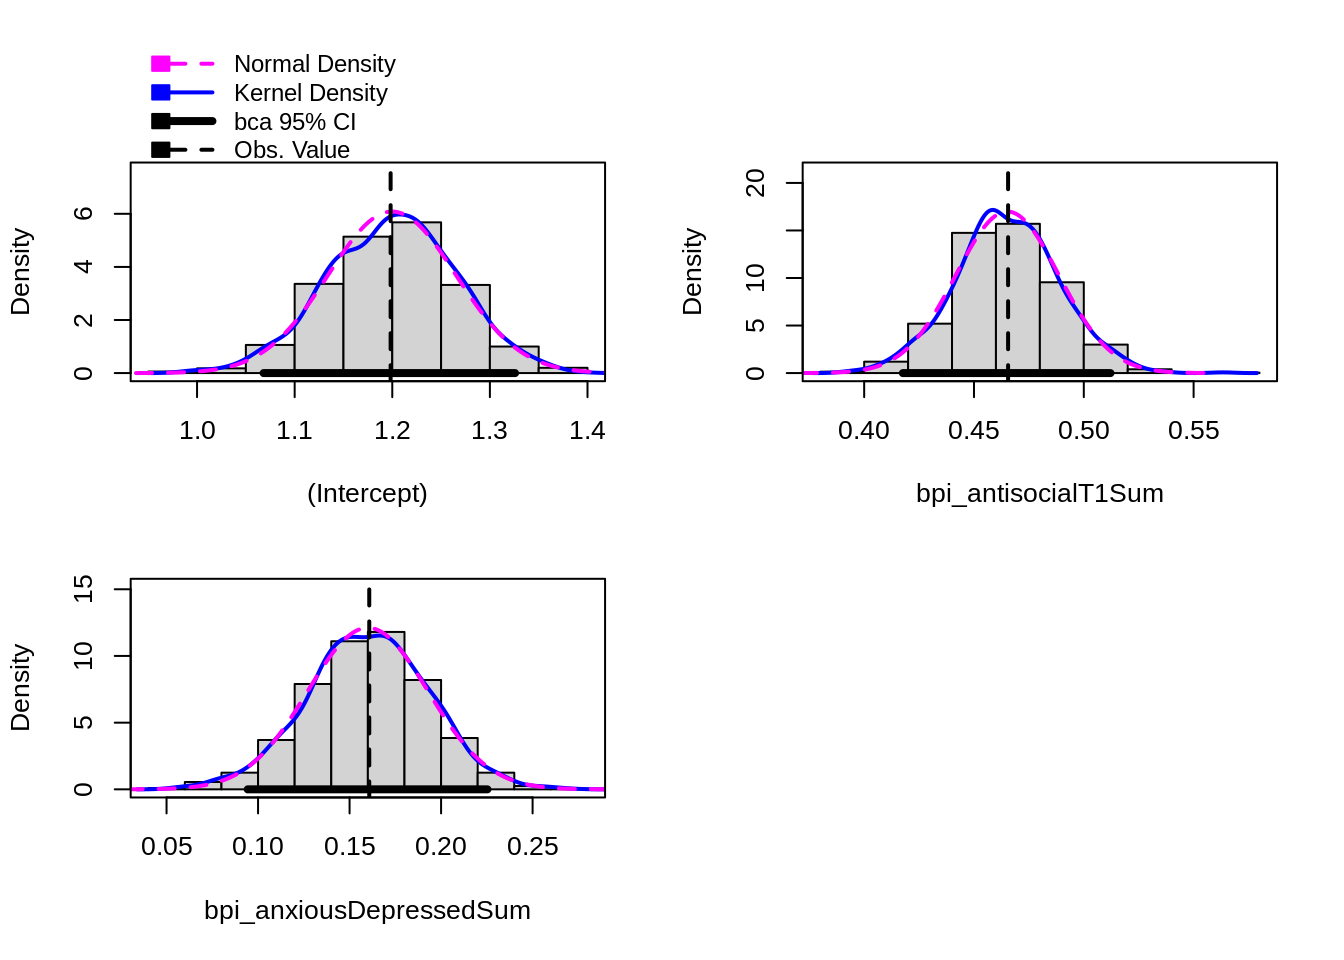 Normal Density
Kernel Density
bca 95% CI
Obs. Value
Density
0 2 4 6
1.0 1.1 1.2 1.3 1.4
(Intercept)
Density
0 5 10 20
0.40 0.45 0.50 0.55
bpi_antisocialT1Sum
Density
0 5 10 15
0.05 0.10 0.15 0.20 0.25
bpi_anxiousDepressedSum